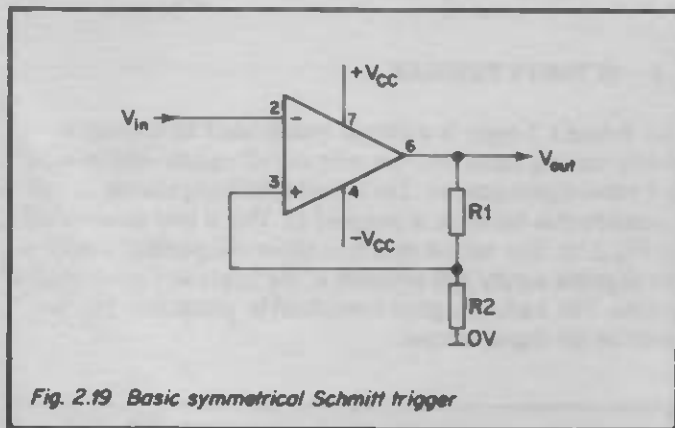 +Vcc
Vin
2
-
7
6
Vout
3
+
4
-Vcc
R1
R2
0V
Fig. 2.19 Basic symmetrical Schmitt trigger